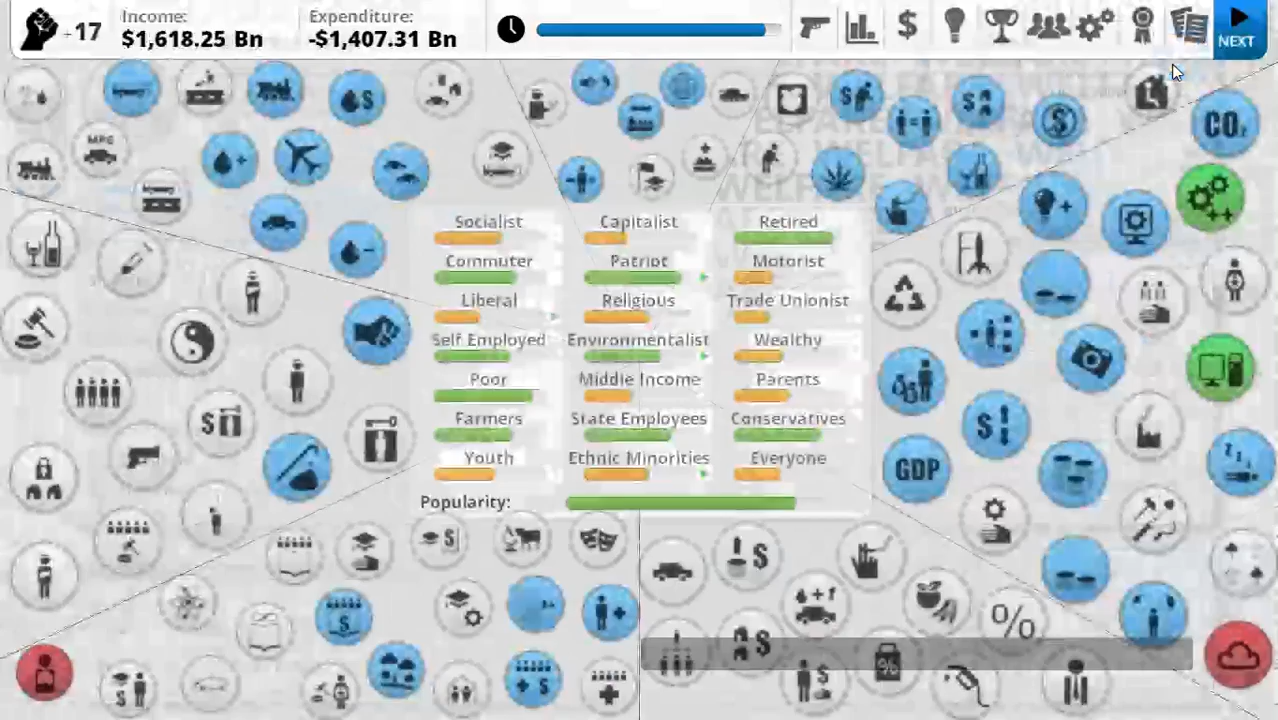 Income:
Expenditure:
+17
$1,618.25 Bn
-$1,407.31 Bn
NEXT
MPG
CO₂
Socialist
Capitalist
Retired
Commuter
Patriot
Motorist
Liberal
Religious
Trade Unionist
Self Employed
Environmentalist
Wealthy
Poor
Middle Income
Parents
Farmers
State Employees
Conservatives
GDP
Youth
Ethnic Minorities
Everyone
Popularity: